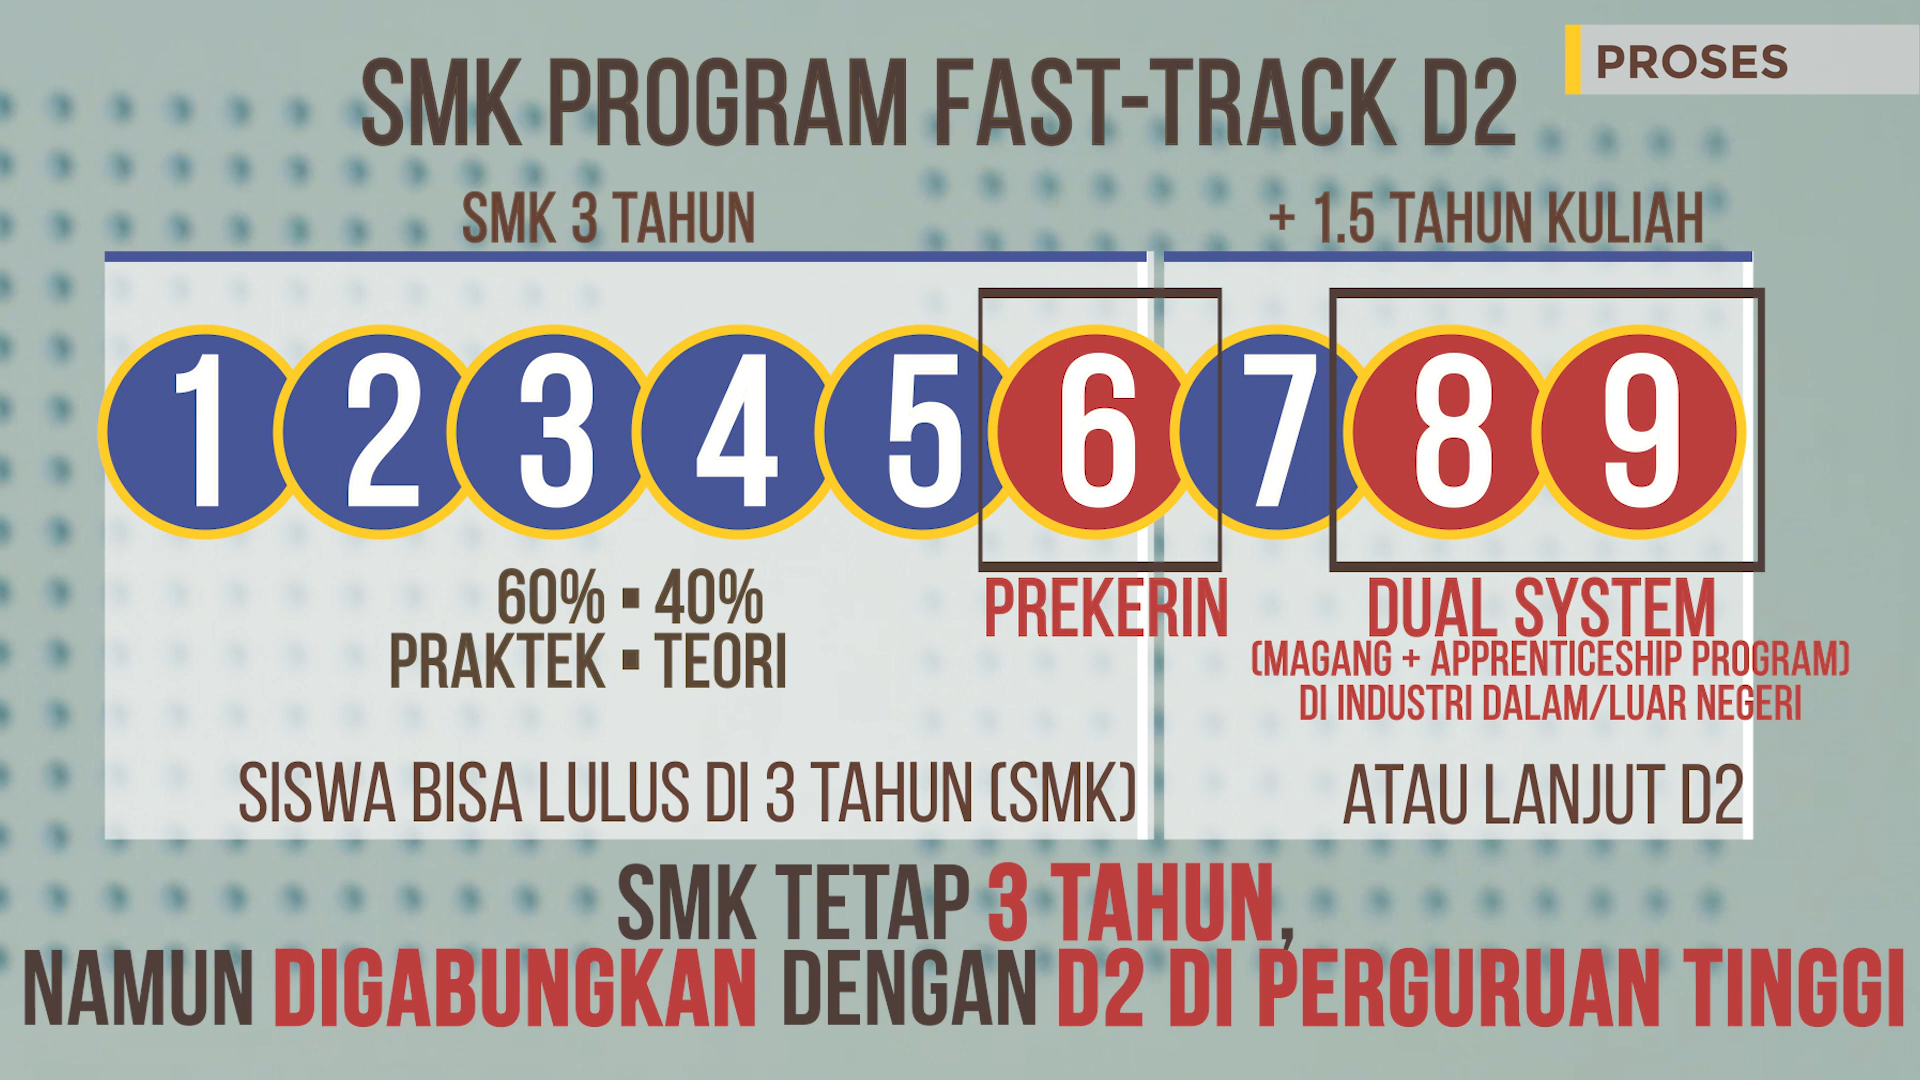 PROSES
SMK PROGRAM FAST-TRACK D2
SMK 3 TAHUN
+ 1.5 TAHUN KULIAH
1 2 3 4 5 6 7 8 9
60% ▪ 40%
PRAKTEK ▪ TEORI
PREKERIN
DUAL SYSTEM
(MAGANG + APPRENTICESHIP PROGRAM)
DI INDUSTRI DALAM/LUAR NEGERI
SISWA BISA LULUS DI 3 TAHUN (SMK)
ATAU LANJUT D2
SMK TETAP 3 TAHUN,
NAMUN DIGABUNGKAN DENGAN D2 DI PERGURUAN TINGGI